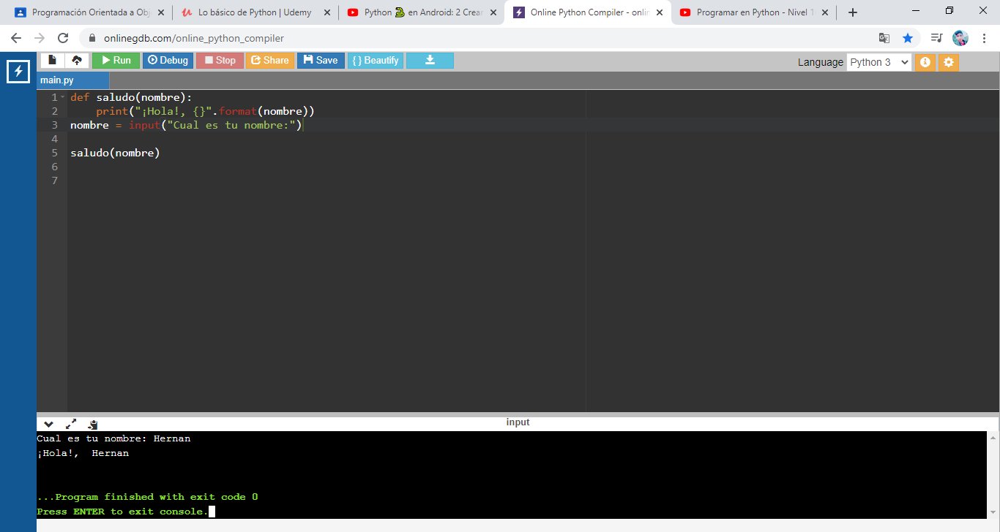 Programación Orientada a Obj
Lo básico de Python | Udemy
Python 🐍 en Android: 2 Crear
Online Python Compiler - onlin
Programar en Python - Nivel 1
onlinegdb.com/online_python_compiler
Run Debug Stop Share Save { } Beautify
Language Python 3
main.py
1 def saludo(nombre):
2 print("¡Hola!, {}".format(nombre))
3 nombre = input("Cual es tu nombre:")
4
5 saludo(nombre)
6
7
input
Cual es tu nombre: Hernan
¡Hola!,  Hernan
...Program finished with exit code 0
Press ENTER to exit console.